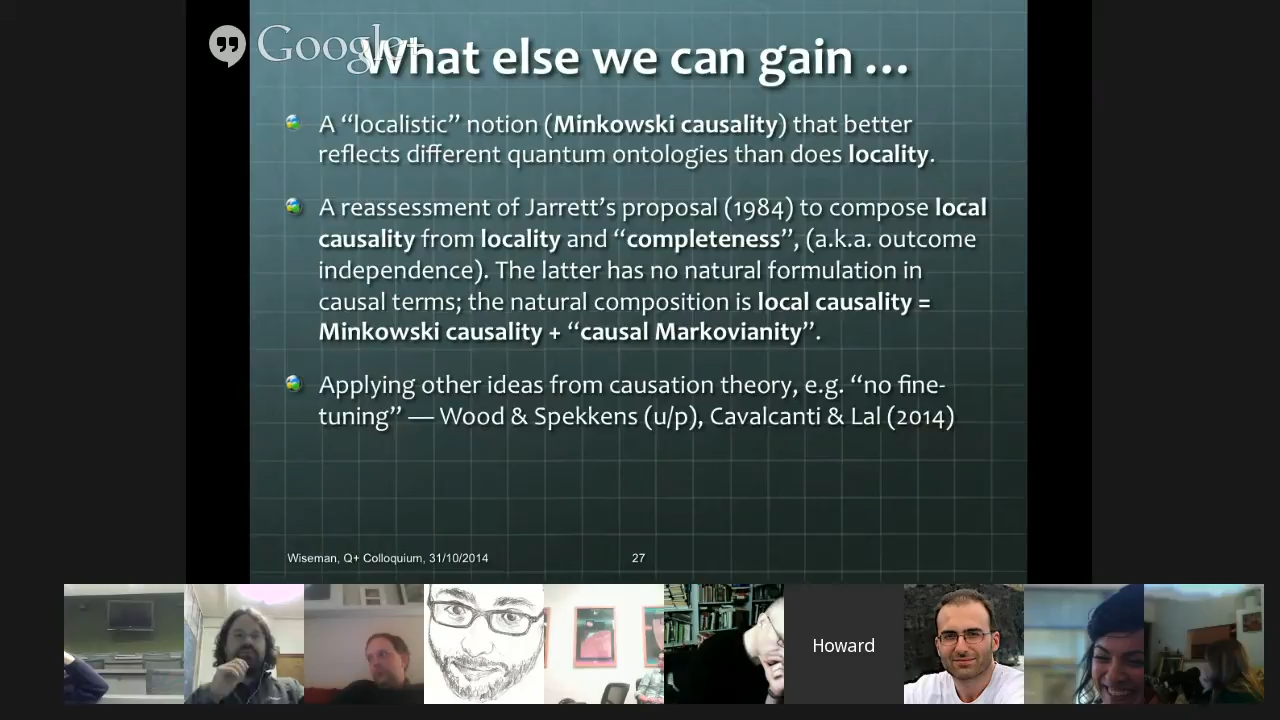 Google+
What else we can gain …
A “localistic” notion (Minkowski causality) that better
reflects different quantum ontologies than does locality.
A reassessment of Jarrett’s proposal (1984) to compose local
causality from locality and “completeness”, (a.k.a. outcome
independence). The latter has no natural formulation in
causal terms; the natural composition is local causality =
Minkowski causality + “causal Markovianity”.
Applying other ideas from causation theory, e.g. “no fine-
tuning” — Wood & Spekkens (u/p), Cavalcanti & Lal (2014)
Wiseman, Q+ Colloquium, 31/10/2014
27
Howard